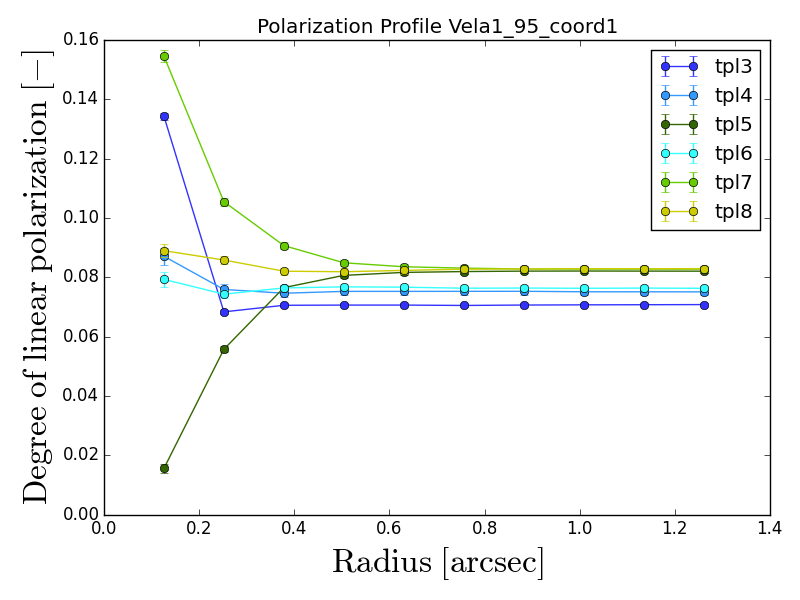 Polarization Profile Vela1_95_coord1
Degree of linear polarization [−]
0.16
0.14
0.12
0.10
0.08
0.06
0.04
0.02
0.00
0.0 0.2 0.4 0.6 0.8 1.0 1.2 1.4
Radius [arcsec]
tpl3
tpl4
tpl5
tpl6
tpl7
tpl8